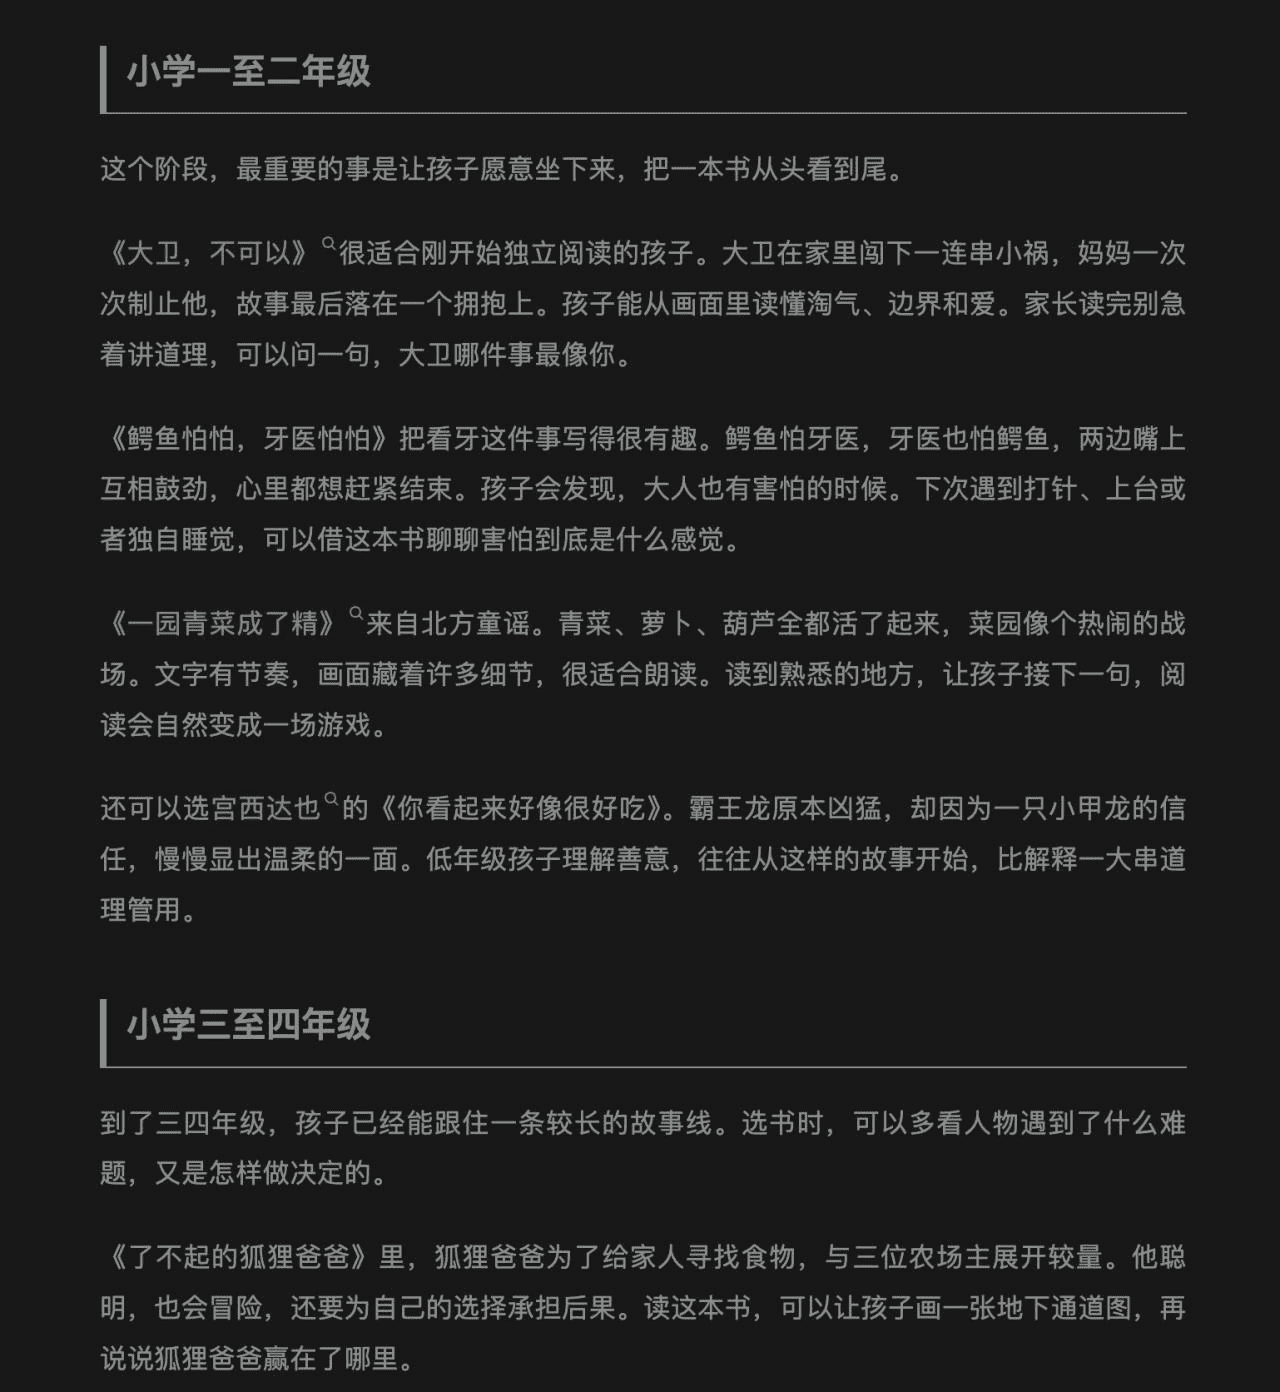 小学一至二年级
这个阶段，最重要的事是让孩子愿意坐下来，把一本书从头看到尾。
《大卫，不可以》很适合刚开始独立阅读的孩子。大卫在家里闯下一连串小祸，妈妈一次
次制止他，故事最后落在一个拥抱上。孩子能从画面里读懂淘气、边界和爱。家长读完别急
着讲道理，可以问一句，大卫哪件事最像你。
《鳄鱼怕怕，牙医怕怕》把看牙这件事写得很有趣。鳄鱼怕牙医，牙医也怕鳄鱼，两边嘴上
互相鼓劲，心里都想赶紧结束。孩子会发现，大人也有害怕的时候。下次遇到打针、上台或
者独自睡觉，可以借这本书聊聊害怕到底是什么感觉。
《一园青菜成了精》来自北方童谣。青菜、萝卜、葫芦全都活了起来，菜园像个热闹的战
场。文字有节奏，画面藏着许多细节，很适合朗读。读到熟悉的地方，让孩子接下一句，阅
读会自然变成一场游戏。
还可以选宫西达也的《你看起来好像很好吃》。霸王龙原本凶猛，却因为一只小甲龙的信
任，慢慢显出温柔的一面。低年级孩子理解善意，往往从这样的故事开始，比解释一大串道
理管用。
小学三至四年级
到了三四年级，孩子已经能跟住一条较长的故事线。选书时，可以多看人物遇到了什么难
题，又是怎样做决定的。
《了不起的狐狸爸爸》里，狐狸爸爸为了给家人寻找食物，与三位农场主展开较量。他聪
明，也会冒险，还要为自己的选择承担后果。读这本书，可以让孩子画一张地下通道图，再
说说狐狸爸爸赢在了哪里。